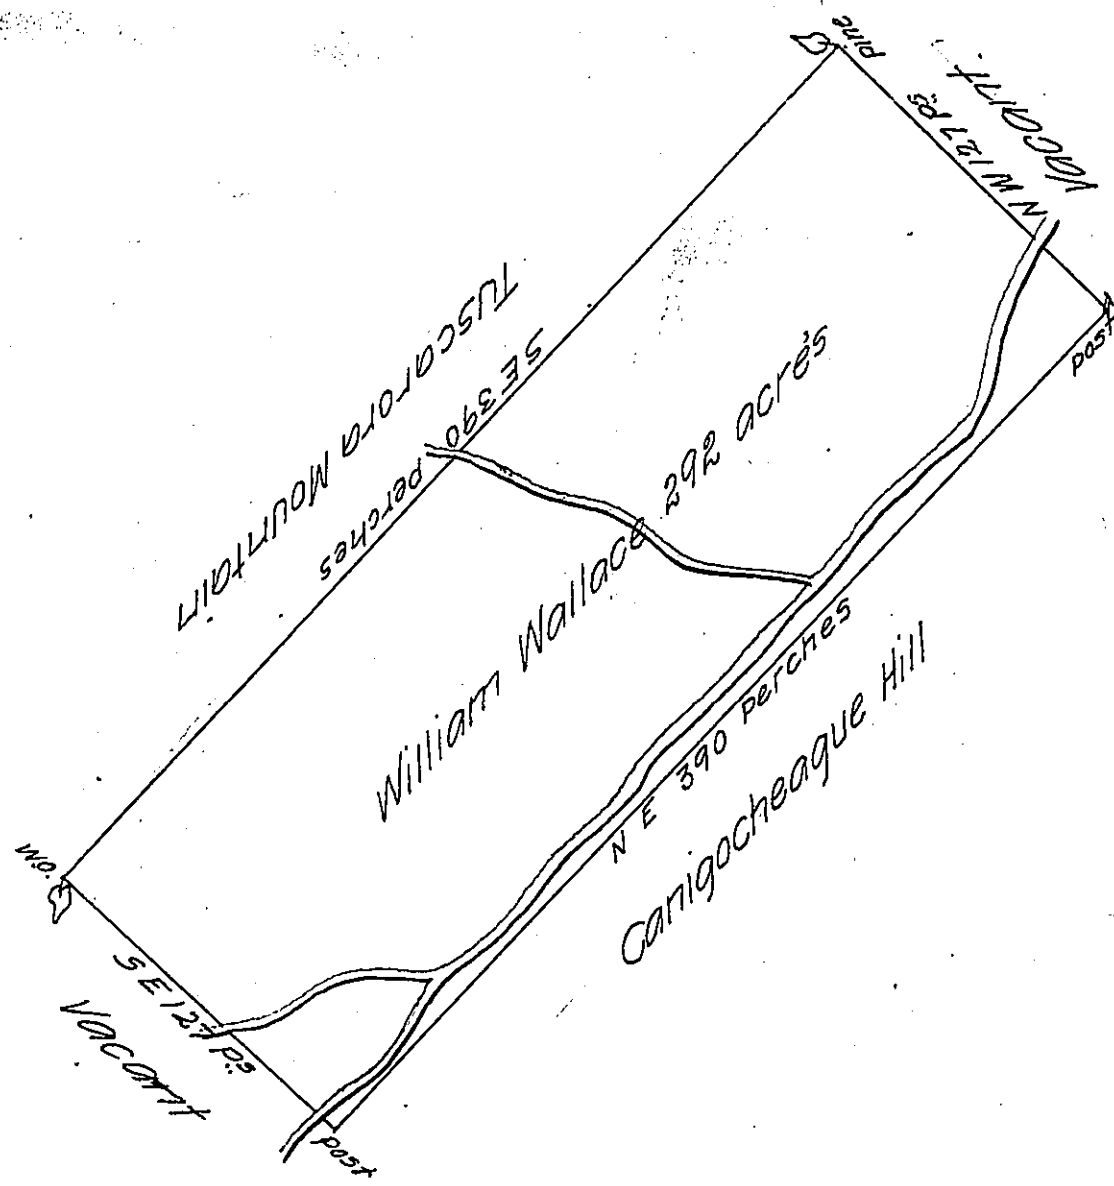 pine
Vacant
N W 127 ps
post
Tuscarora Mountain
S E 390 perches
William Wallace 292 acres
N E 390 perches
Canigocheague Hill
W.O.
S E 127 ps
Vacant
post